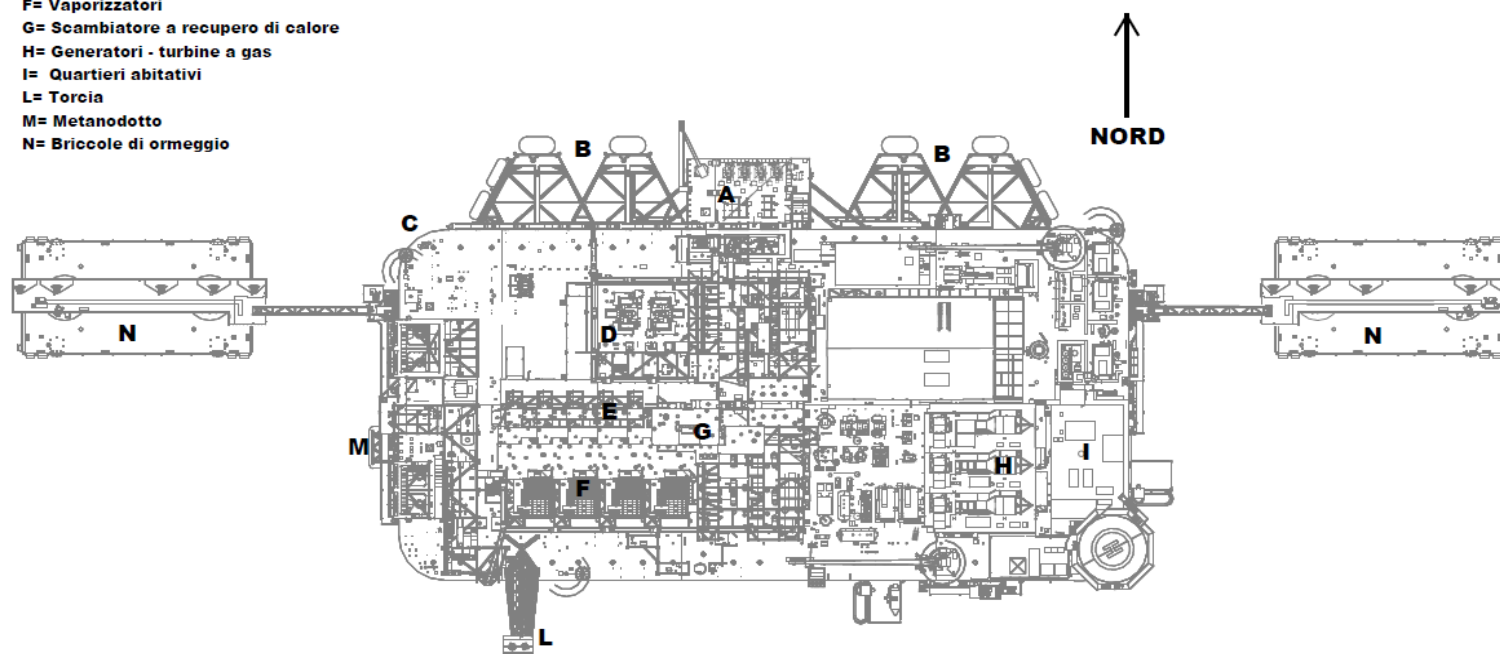 F= Vaporizzatori
G= Scambiatore a recupero di calore
H= Generatori - turbine a gas
I= Quartieri abitativi
L= Torcia
M= Metanodotto
N= Briccole di ormeggio
NORD
B
B
A
C
N
D
N
E
G
M
I
H
F
L